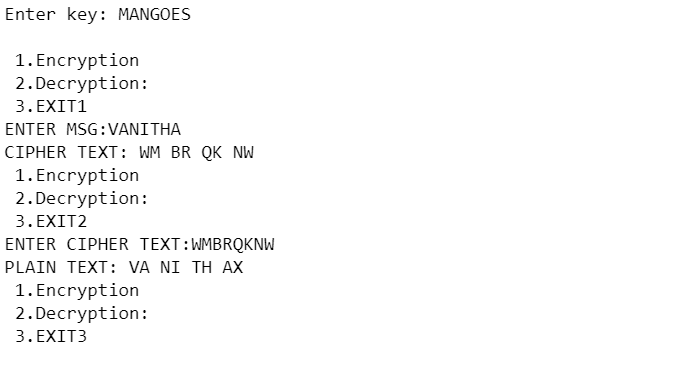 Enter key: MANGOES
1.Encryption
2.Decryption:
3.EXIT1
ENTER MSG:VANITHA
CIPHER TEXT: WM BR QK NW
1.Encryption
2.Decryption:
3.EXIT2
ENTER CIPHER TEXT:WMBRQKNW
PLAIN TEXT: VA NI TH AX
1.Encryption
2.Decryption:
3.EXIT3